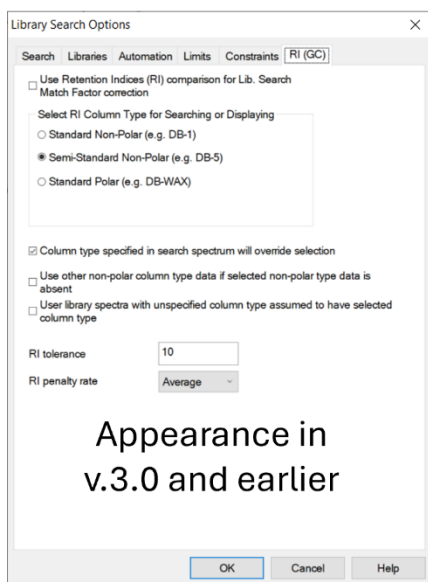 Library Search Options
Search Libraries Automation Limits Constraints RI (GC)
Use Retention Indices (RI) comparison for Lib. Search
Match Factor correction
Select RI Column Type for Searching or Displaying
Standard Non-Polar (e.g. DB-1)
Semi-Standard Non-Polar (e.g. DB-5)
Standard Polar (e.g. DB-WAX)
Column type specified in search spectrum will override selection
Use other non-polar column type data if selected non-polar type data is
absent
User library spectra with unspecified column type assumed to have selected
column type
RI tolerance 10
RI penalty rate Average
Appearance in
v.3.0 and earlier
OK Cancel Help